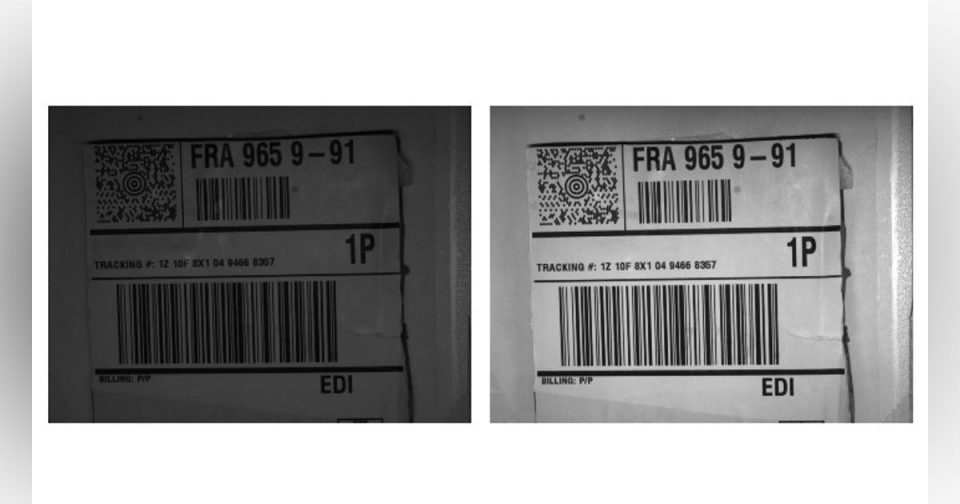 FRA 965 9-91
1P
TRACKING #: 1Z 10F 8X1 04 9466 8357
BILLING: P/P
EDI
FRA 965 9-91
1P
TRACKING #: 1Z 10F 8X1 04 9466 8357
BILLING: P/P
EDI